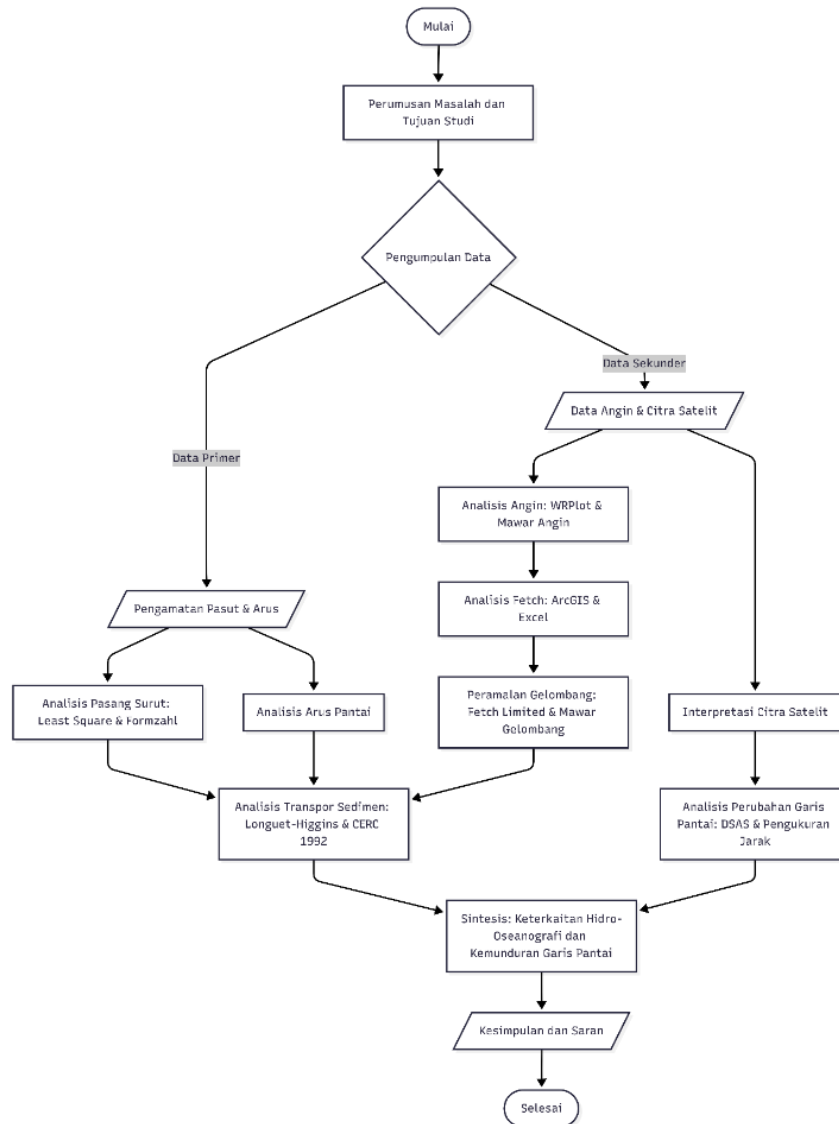 Mulai
Perumusan Masalah dan
Tujuan Studi
Pengumpulan Data
Data Sekunder
Data Angin & Citra Satelit
Data Primer
Analisis Angin: WRPlot &
Mawar Angin
Analisis Fetch: ArcGIS &
Excel
Pengamatan Pasut & Arus
Analisis Pasang Surut:
Least Square & Formzahl
Analisis Arus Pantai
Peramalan Gelombang:
Fetch Limited & Mawar
Gelombang
Interpretasi Citra Satelit
Analisis Transpor Sedimen:
Longuet-Higgins & CERC
1992
Analisis Perubahan Garis
Pantai: DSAS & Pengukuran
Jarak
Sintesis: Keterkaitan Hidro-
Oseanografi dan
Kemunduran Garis Pantai
Kesimpulan dan Saran
Selesai